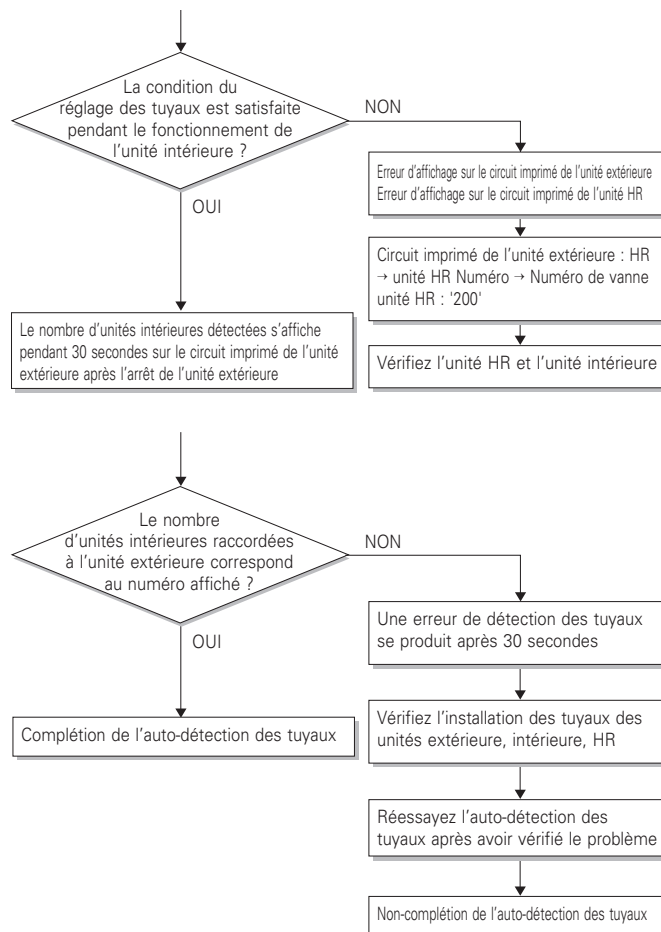 La condition du
réglage des tuyaux est satisfaite
pendant le fonctionnement de
l'unité intérieure ?
NON
OUI
Erreur d'affichage sur le circuit imprimé de l'unité extérieure
Erreur d'affichage sur le circuit imprimé de l'unité HR
Circuit imprimé de l'unité extérieure : HR
→ unité HR Numéro → Numéro de vanne
unité HR : '200'
Vérifiez l'unité HR et l'unité intérieure
Le nombre d'unités intérieures détectées s'affiche
pendant 30 secondes sur le circuit imprimé de l'unité
extérieure après l'arrêt de l'unité extérieure
Le nombre
d'unités intérieures raccordées
à l'unité extérieure correspond
au numéro affiché ?
NON
OUI
Une erreur de détection des tuyaux
se produit après 30 secondes
Complétion de l'auto-détection des tuyaux
Vérifiez l'installation des tuyaux des
unités extérieure, intérieure, HR
Réessayez l'auto-détection des
tuyaux après avoir vérifié le problème
Non-complétion de l'auto-détection des tuyaux